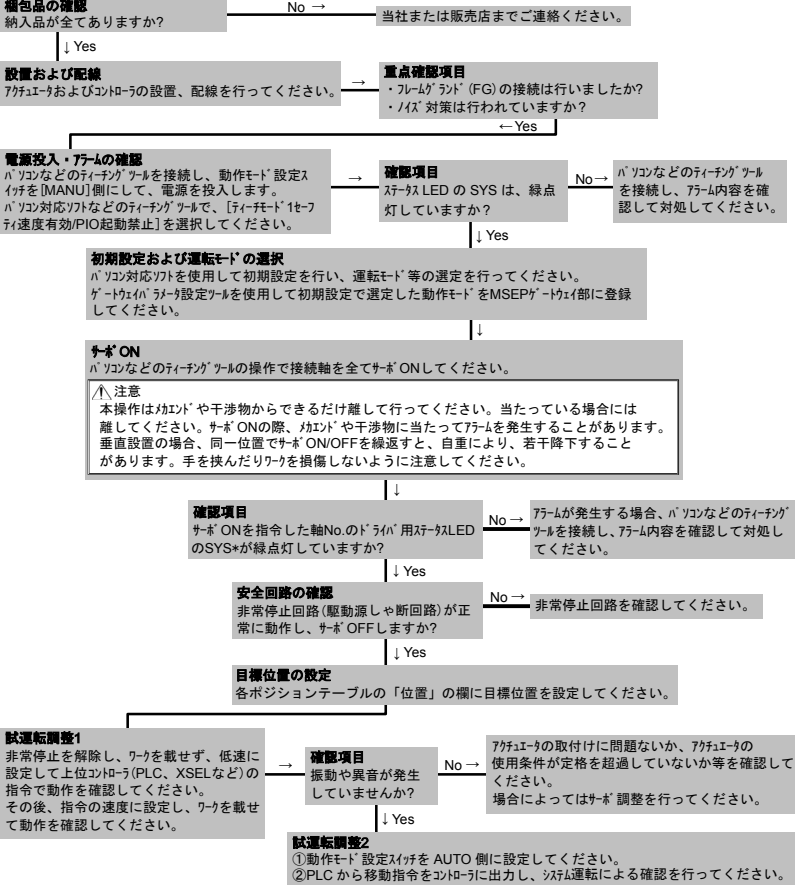 梱包品の確認
納入品が全てありますか?
No →
当社または販売店までご連絡ください。
↓ Yes
設置および配線
ｱｸﾁｭｴｰﾀおよびｺﾝﾄﾛｰﾗの設置、配線を行ってください。
→
重点確認項目
・ﾌﾚｰﾑｸﾞﾗﾝﾄﾞ(FG)の接続は行いましたか?
・ﾉｲｽﾞ対策は行われていますか？
← Yes
電源投入・ｱﾗｰﾑの確認
ﾊﾟｿｺﾝなどのﾃｨｰﾁﾝｸﾞﾂｰﾙを接続し、動作ﾓｰﾄﾞ設定ｽ
ｲｯﾁを[MANU]側にして、電源を投入します。
ﾊﾟｿｺﾝ対応ｿﾌﾄなどのﾃｨｰﾁﾝｸﾞﾂｰﾙで、[ﾃｨｰﾁﾓｰﾄﾞ1ｾｰﾌ
ﾃｨ速度有効/PIO起動禁止]を選択してください。
→
確認項目
ｽﾃｰﾀｽ LED の SYS は、緑点
灯していますか？
No→
ﾊﾟｿｺﾝなどのﾃｨｰﾁﾝｸﾞﾂｰﾙ
を接続し、ｱﾗｰﾑ内容を確
認して対処してください。
↓ Yes
初期設定および運転ﾓｰﾄﾞの選択
ﾊﾟｿｺﾝ対応ｿﾌﾄを使用して初期設定を行い、運転ﾓｰﾄﾞ等の選定を行ってください。
ｹﾞｰﾄｳｪｲﾊﾟﾗﾒｰﾀ設定ﾂｰﾙを使用して初期設定で選定した動作ﾓｰﾄﾞをMSEPｹﾞｰﾄｳｪｲ部に登録
してください。
↓
ｻｰﾎﾞON
ﾊﾟｿｺﾝなどのﾃｨｰﾁﾝｸﾞﾂｰﾙの操作で接続軸を全てｻｰﾎﾞONしてください。
注意
本操作はﾒｶｴﾝﾄﾞや干渉物からできるだけ離して行ってください。当たっている場合には
離してください。ｻｰﾎﾞONの際、ﾒｶｴﾝﾄﾞや干渉物に当たってｱﾗｰﾑを発生することがあります。
垂直設置の場合、同一位置でｻｰﾎﾞON/OFFを繰返すと、自重により、若干降下すること
があります。手を挟んだりﾜｰｸを損傷しないように注意してください。
↓
確認項目
ｻｰﾎﾞONを指令した軸No.のﾄﾞﾗｲﾊﾞ用ｽﾃｰﾀｽLED
のSYS*が緑点灯していますか?
No →
アラームが発生する場合、ﾊﾟｿｺﾝなどのﾃｨｰﾁﾝｸﾞ
ﾂｰﾙを接続し、ｱﾗｰﾑ内容を確認して対処し
てください。
↓ Yes
安全回路の確認
非常停止回路(駆動源しゃ断回路)が正
常に動作し、ｻｰﾎﾞOFFしますか?
No →
非常停止回路を確認してください。
↓ Yes
目標位置の設定
各ポジションテーブルの「位置」の欄に目標位置を設定してください。
試運転調整1
非常停止を解除し、ﾜｰｸを載せず、低速に
設定して上位ｺﾝﾄﾛｰﾗ(PLC、XSELなど)の
指令で動作を確認してください。
その後、指令の速度に設定し、ﾜｰｸを載せ
て動作を確認してください。
→
確認項目
振動や異音が発生
していませんか?
No →
ｱｸﾁｭｴｰﾀの取付けに問題ないか、ｱｸﾁｭｴｰﾀの
使用条件が定格を超過していないか等を確認して
ください。
場合によってはｻｰﾎﾞ調整を行ってください。
↓ Yes
試運転調整2
①動作ﾓｰﾄﾞ設定ｽｲｯﾁを AUTO 側に設定してください。
②PLC から移動指令をｺﾝﾄﾛｰﾗに出力し、ｼｽﾃﾑ運転による確認を行ってください。